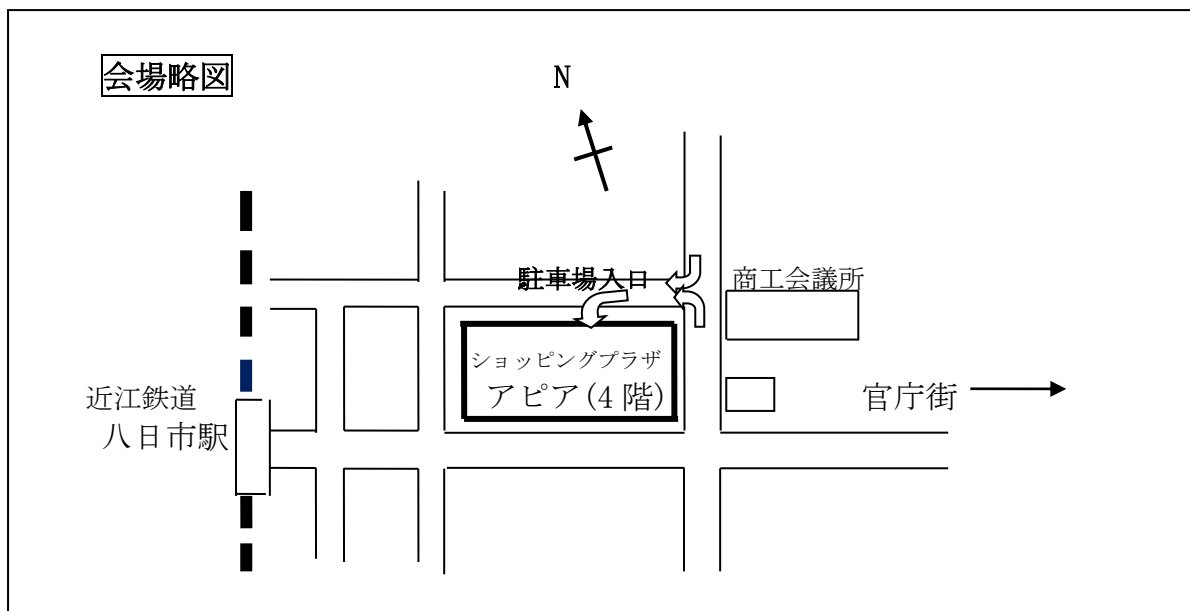 会場略図
N
駐車場入口
商工会議所
ショッピングプラザ
アピア(4階)
官庁街
近江鉄道
八日市駅